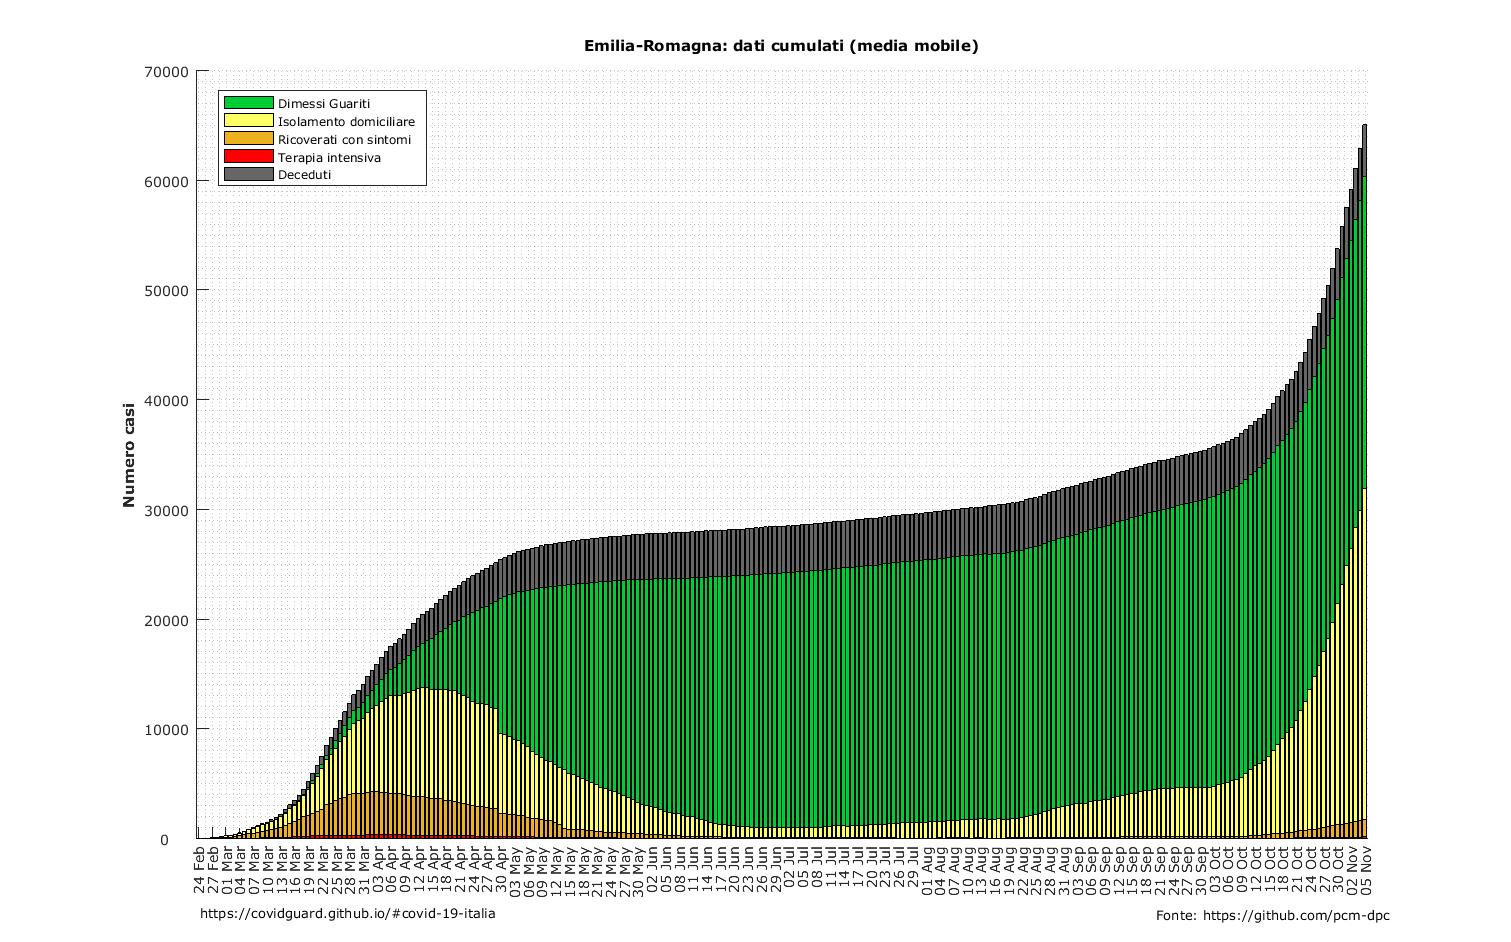 Emilia-Romagna: dati cumulati (media mobile)
70000
60000
50000
40000
30000
20000
10000
0
Numero casi
Dimessi Guariti
Isolamento domiciliare
Ricoverati con sintomi
Terapia intensiva
Deceduti
24 Feb
27 Feb
01 Mar
04 Mar
07 Mar
10 Mar
13 Mar
16 Mar
19 Mar
22 Mar
25 Mar
28 Mar
31 Mar
03 Apr
06 Apr
09 Apr
12 Apr
15 Apr
18 Apr
21 Apr
24 Apr
27 Apr
30 Apr
03 May
06 May
09 May
12 May
15 May
18 May
21 May
24 May
27 May
30 May
02 Jun
05 Jun
08 Jun
11 Jun
14 Jun
17 Jun
20 Jun
23 Jun
26 Jun
29 Jun
02 Jul
05 Jul
08 Jul
11 Jul
14 Jul
17 Jul
20 Jul
23 Jul
26 Jul
29 Jul
01 Aug
04 Aug
07 Aug
10 Aug
13 Aug
16 Aug
19 Aug
22 Aug
25 Aug
28 Aug
31 Aug
03 Sep
06 Sep
09 Sep
12 Sep
15 Sep
18 Sep
21 Sep
24 Sep
27 Sep
30 Sep
03 Oct
06 Oct
09 Oct
12 Oct
15 Oct
18 Oct
21 Oct
24 Oct
27 Oct
30 Oct
02 Nov
05 Nov
https://covidguard.github.io/#covid-19-italia
Fonte: https://github.com/pcm-dpc